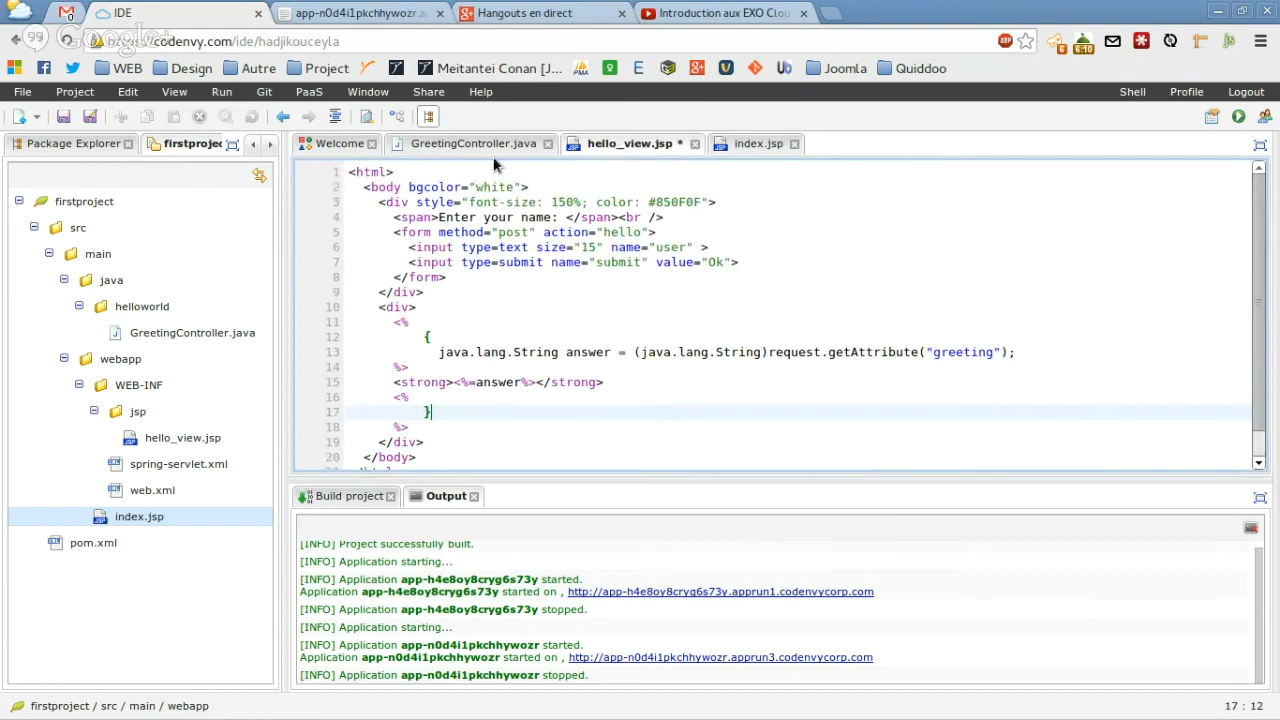 IDE
app-n0d4i1pkchhywozr.a
Hangouts en direct
Introduction aux EXO Clou
codenvy.com/ide/hadjikouceyla
6
6:10
js
WEB
Design
Autre
Project
Meitantei Conan [J...
PMA
Joomla
Quiddoo
File
Project
Edit
View
Run
Git
PaaS
Window
Share
Help
Shell
Profile
Logout
Package Explorer
firstprojec
Welcome
GreetingController.java
hello_view.jsp *
index.jsp
firstproject
src
main
java
helloworld
GreetingController.java
webapp
WEB-INF
jsp
hello_view.jsp
spring-servlet.xml
web.xml
index.jsp
pom.xml
1 <html>
2 <body bgcolor="white">
3 <div style="font-size: 150%; color: #850F0F">
4 <span>Enter your name: </span><br />
5 <form method="post" action="hello">
6 <input type=text size="15" name="user" >
7 <input type=submit name="submit" value="Ok">
8 </form>
9 </div>
10 <div>
11 <%
12 {
13 java.lang.String answer = (java.lang.String)request.getAttribute("greeting");
14 %>
15 <strong><%=answer%></strong>
16 <%
17 }
18 %>
19 </div>
20 </body>
Build project
Output
[INFO] Project successfully built.
[INFO] Application starting...
[INFO] Application app-h4e8oy8cryg6s73y started.
Application app-h4e8oy8cryg6s73y started on , http://app-h4e8oy8cryg6s73y.apprun1.codenvycorp.com
[INFO] Application app-h4e8oy8cryg6s73y stopped.
[INFO] Application starting...
[INFO] Application app-n0d4i1pkchhywozr started.
Application app-n0d4i1pkchhywozr started on , http://app-n0d4i1pkchhywozr.apprun3.codenvycorp.com
[INFO] Application app-n0d4i1pkchhywozr stopped.
firstproject / src / main / webapp
17 : 12